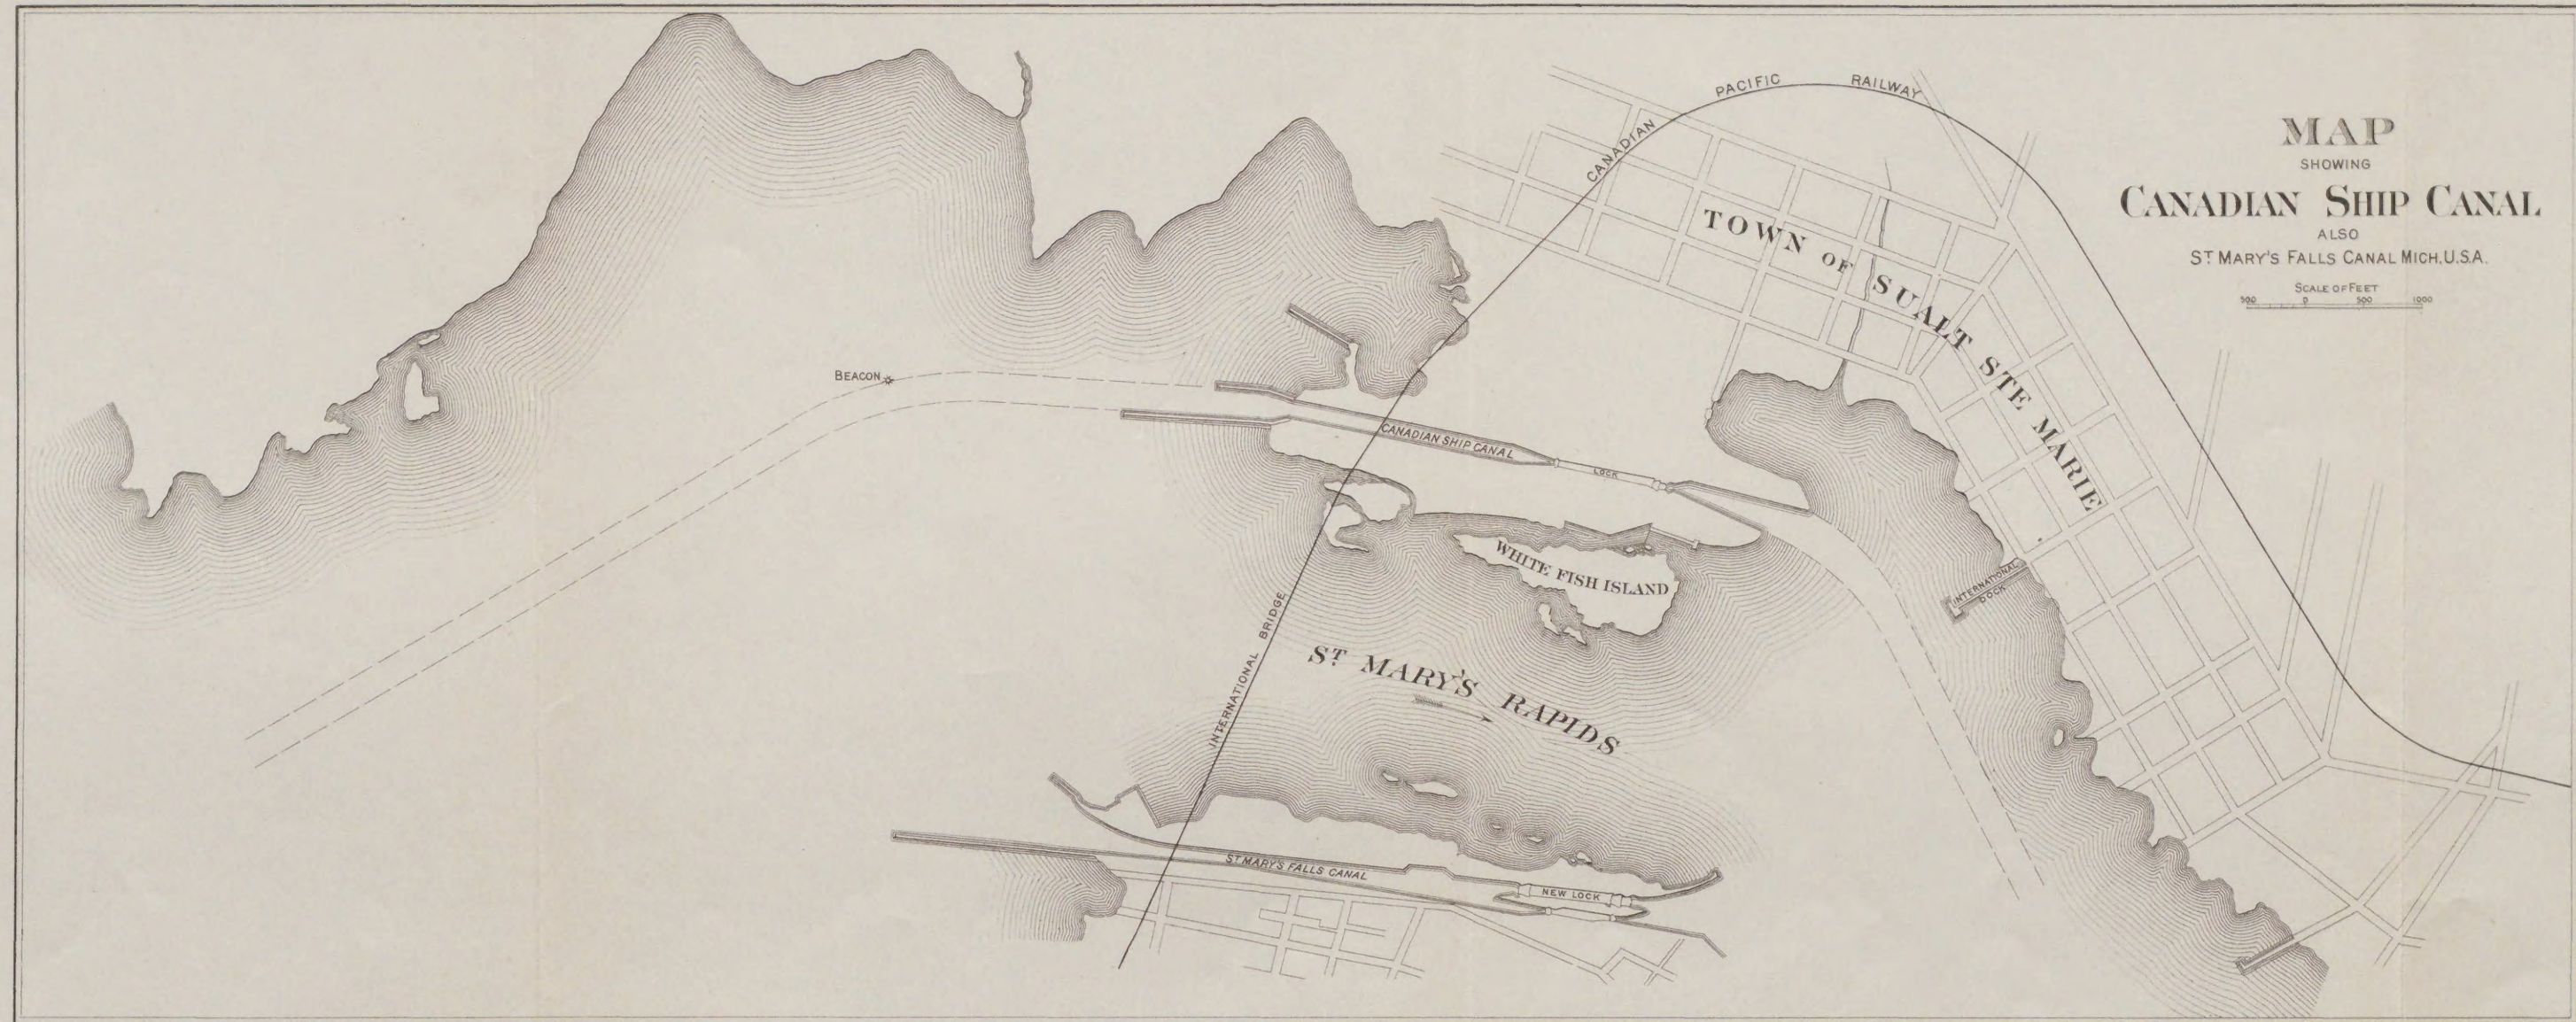 MAP
SHOWING
CANADIAN SHIP CANAL
ALSO
ST MARY'S FALLS CANAL MICH. U.S.A.
SCALE OF FEET
500 0 500 1000
CANADIAN PACIFIC RAILWAY
TOWN OF SUALT STE MARIE
BEACON
CANADIAN SHIP CANAL
LOCK
WHITE FISH ISLAND
INTERNATIONAL
DOCK
INTERNATIONAL BRIDGE
ST MARY'S RAPIDS
ST MARY'S FALLS CANAL
NEW LOCK